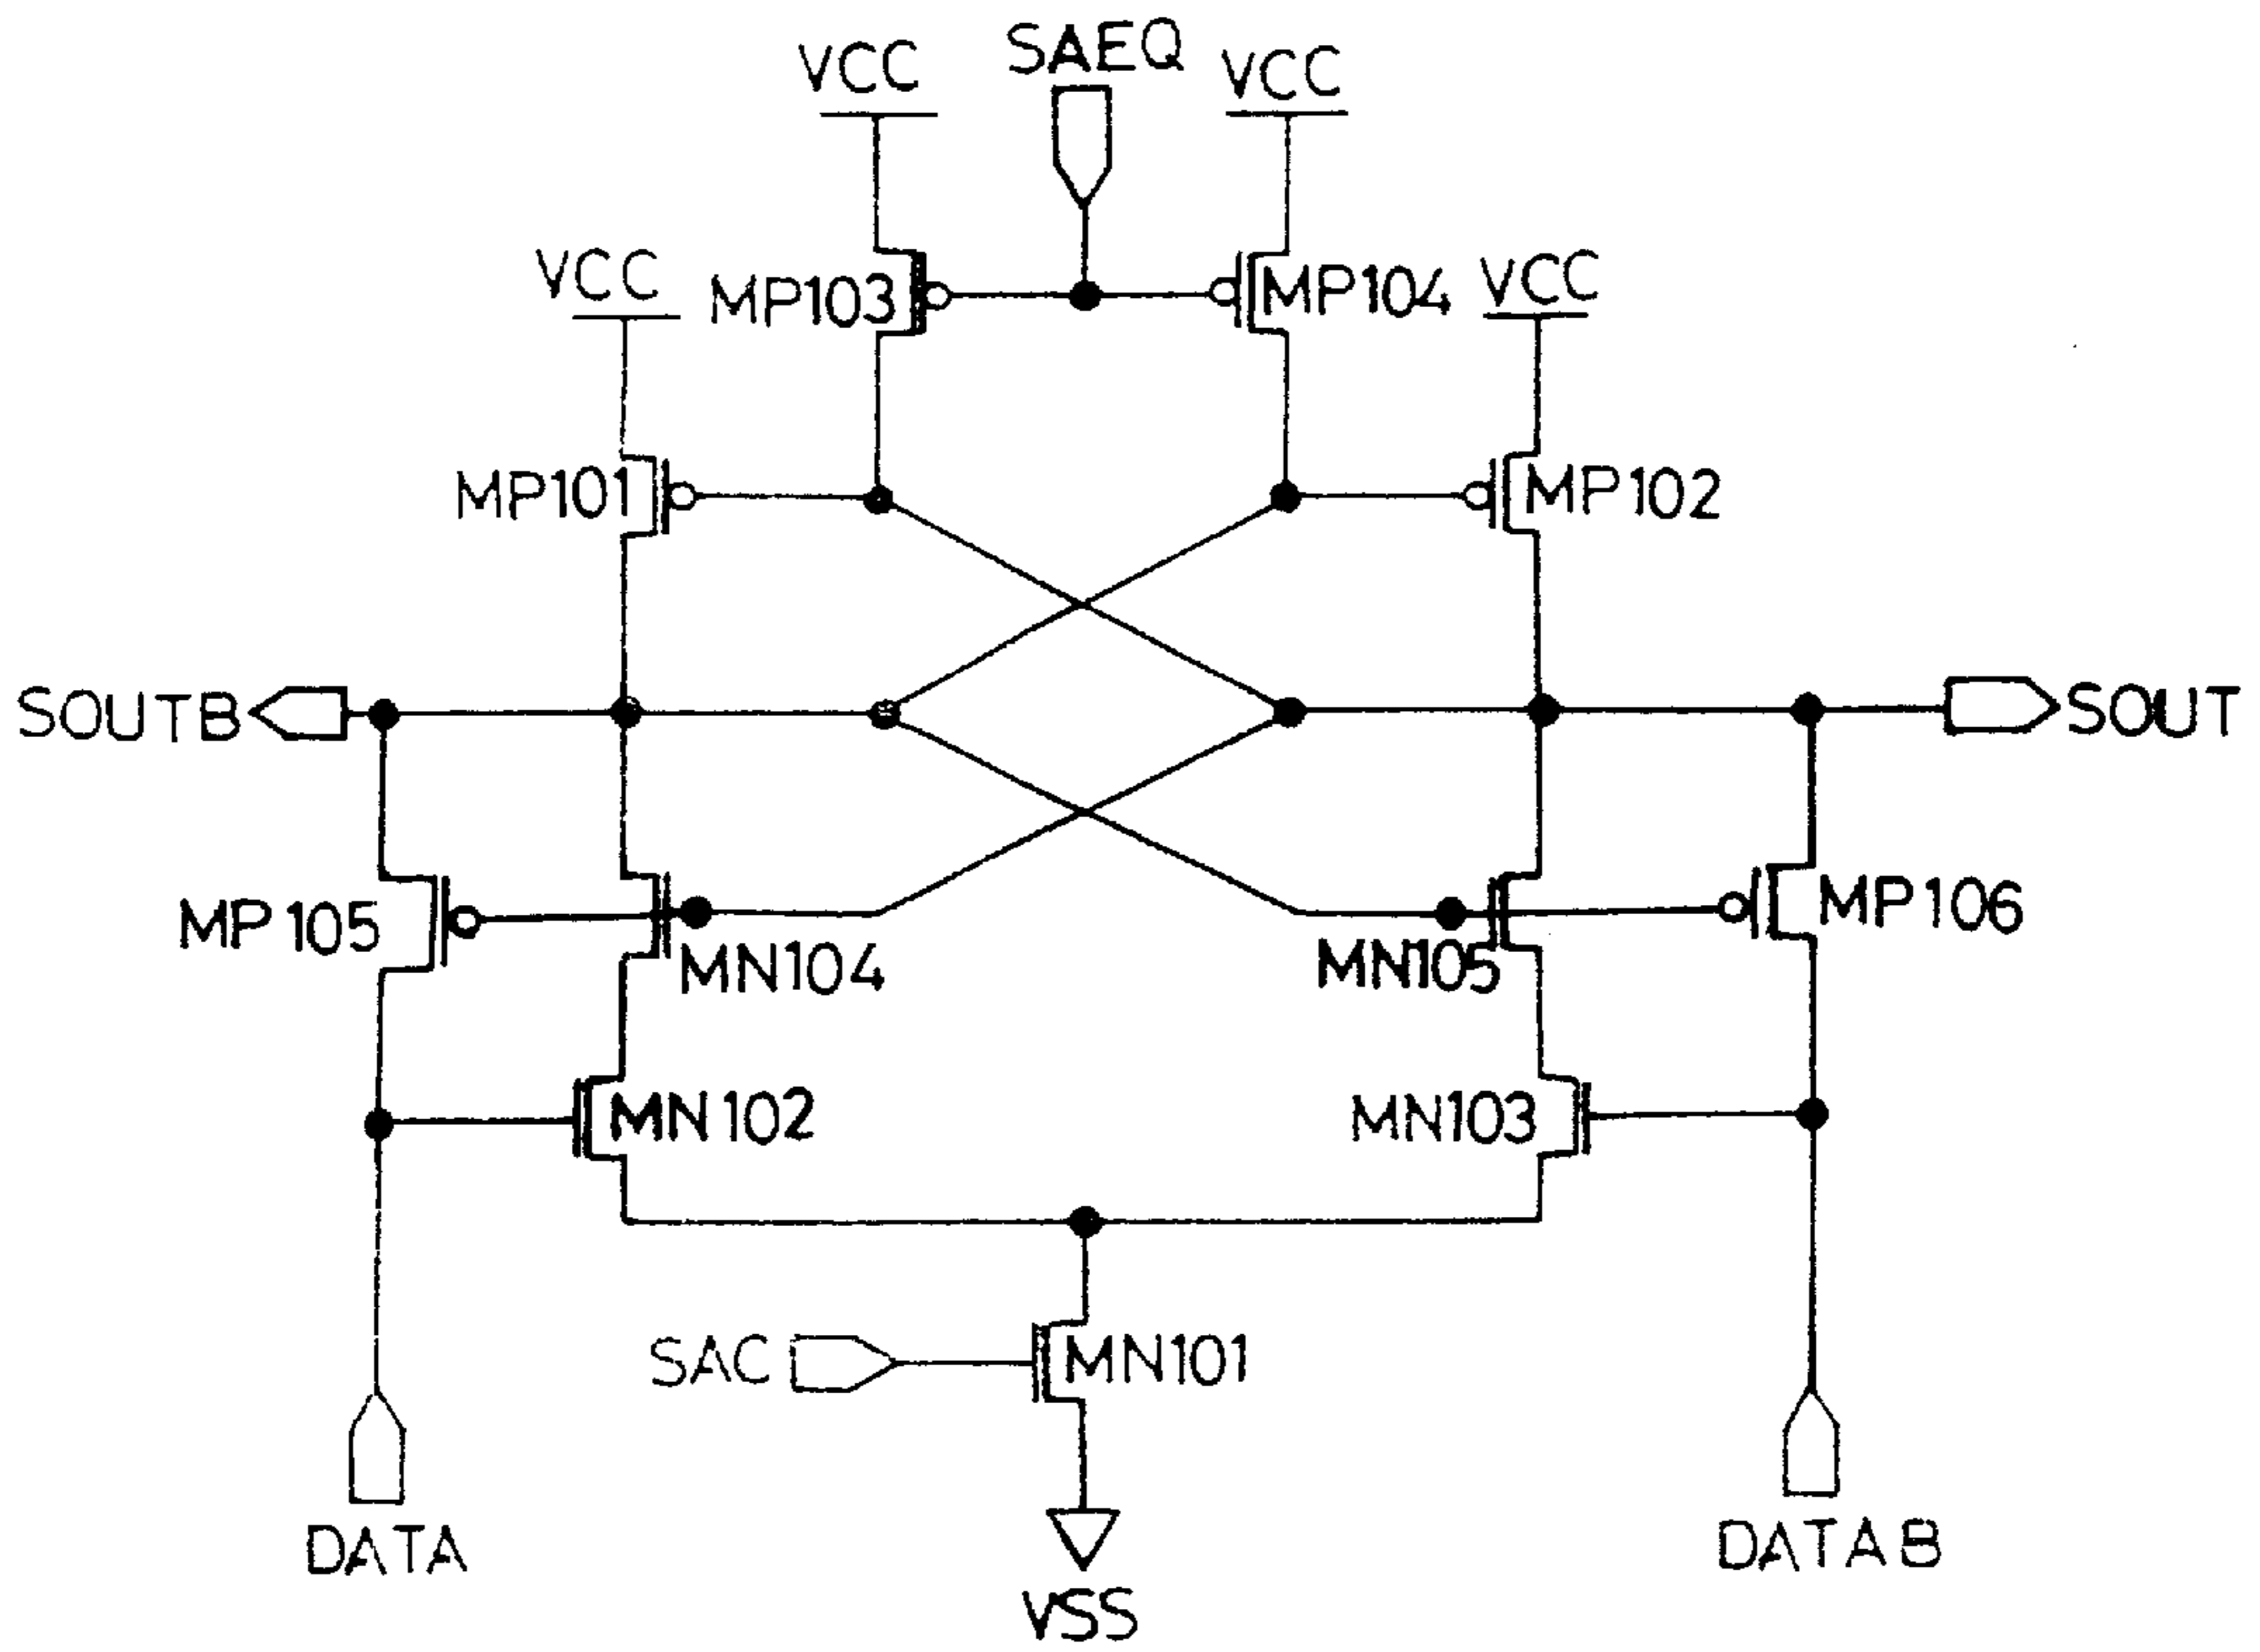 SAEQ
VCC
VCC
VCC
MP103
MP104
VCC
MP101
MP102
SOUTB
SOUT
MP105
MN104
MN105
MP106
MN102
MN103
SAC
MN101
DATA
DATAB
VSS